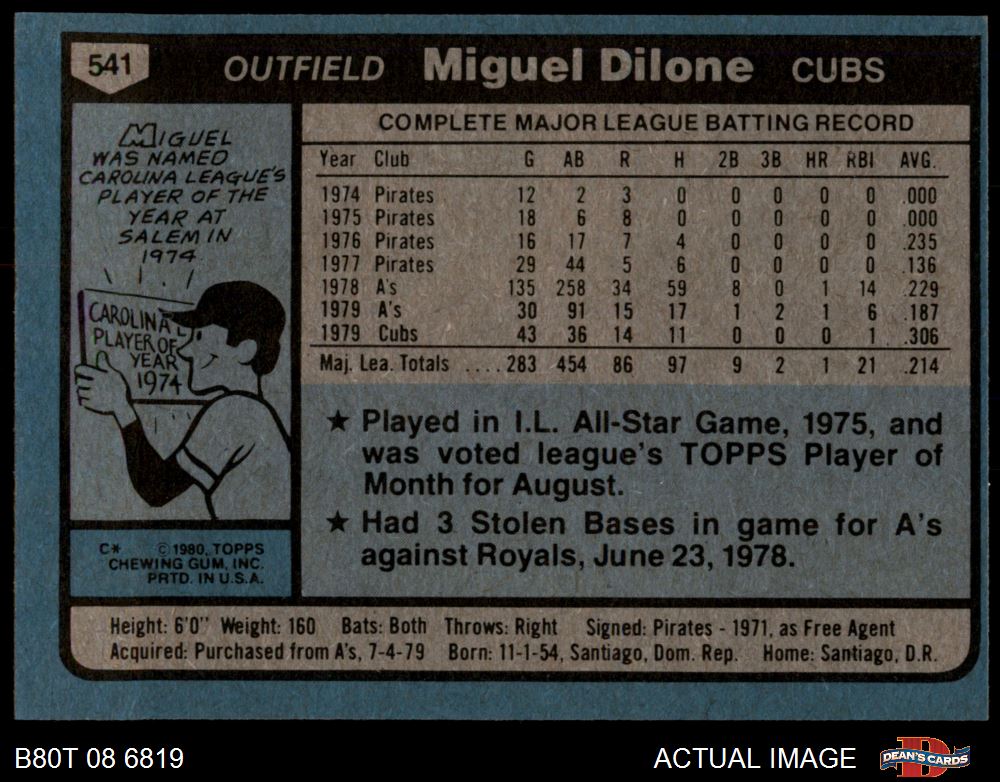 541 OUTFIELD Miguel Dilone CUBS
MIGUEL
WAS NAMED
CAROLINA LEAGUE'S
PLAYER OF THE
YEAR AT
SALEM IN
1974.
CAROLINA
PLAYER OF
YEAR
1974
C* © 1980, TOPPS
CHEWING GUM, INC.
PRTD. IN U.S.A.
COMPLETE MAJOR LEAGUE BATTING RECORD
Year Club G AB R H 2B 3B HR RBI AVG.
1974 Pirates 12 2 3 0 0 0 0 0 .000
1975 Pirates 18 6 8 0 0 0 0 0 .000
1976 Pirates 16 17 7 4 0 0 0 0 .235
1977 Pirates 29 44 5 6 0 0 0 0 .136
1978 A's 135 258 34 59 8 0 1 14 .229
1979 A's 30 91 15 17 1 2 1 6 .187
1979 Cubs 43 36 14 11 0 0 0 1 .306
Maj. Lea. Totals ....283 454 86 97 9 2 1 21 .214
★ Played in I.L. All-Star Game, 1975, and
was voted league's TOPPS Player of
Month for August.
★ Had 3 Stolen Bases in game for A's
against Royals, June 23, 1978.
Height: 6'0" Weight: 160 Bats: Both Throws: Right Signed: Pirates - 1971, as Free Agent
Acquired: Purchased from A's, 7-4-79 Born: 11-1-54, Santiago, Dom. Rep. Home: Santiago, D.R.
B80T 08 6819 ACTUAL IMAGE DEAN'S CARDS